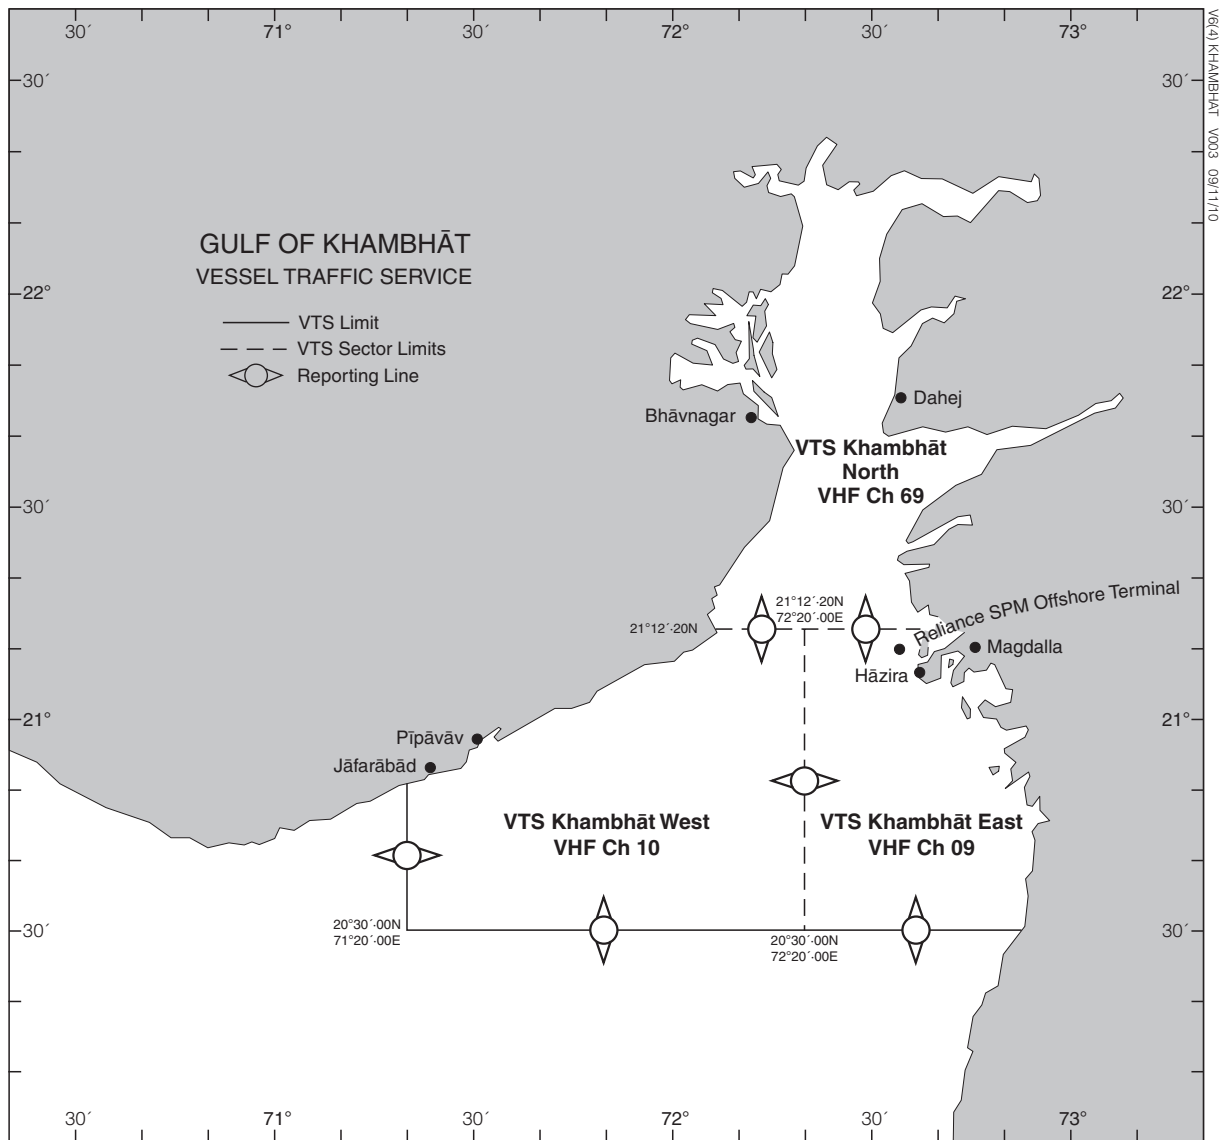 30´ 71° 30´ 72° 30´ 73°
V6(4) KHAMBHAT V003 09/11/10
30´ 30´
GULF OF KHAMBHĀT
VESSEL TRAFFIC SERVICE
22° 22°
VTS Limit
VTS Sector Limits
Reporting Line
Dahej
Bhāvnagar
VTS Khambhāt
North
VHF Ch 69
30´ 30´
Reliance SPM Offshore Terminal
21°12´·20N
72°20´·00E
21°12´·20N
Magdalla
Hāzira
21° 21°
Pīpāvāv
Jāfarābād
VTS Khambhāt West
VHF Ch 10
VTS Khambhāt East
VHF Ch 09
20°30´·00N
71°20´·00E
30´ 30´
20°30´·00N
72°20´·00E
30´ 71° 30´ 72° 30´ 73°